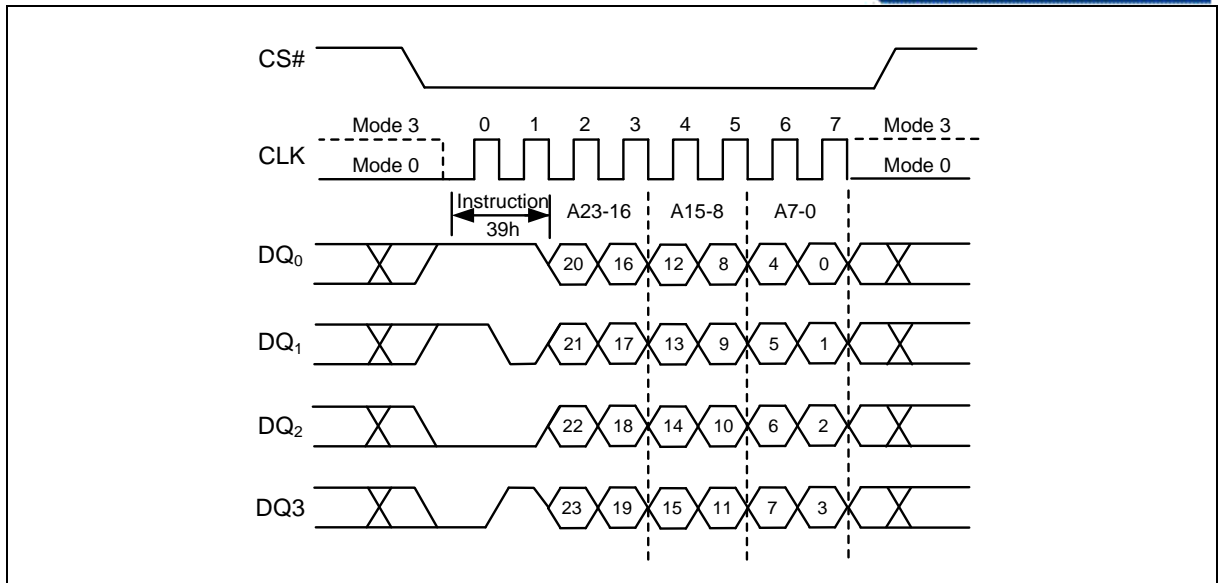 CS#
Mode 3 0 1 2 3 4 5 6 7 Mode 3
CLK
Mode 0 Mode 0
Instruction A23-16 A15-8 A7-0
39h
DQ0 20 16 12 8 4 0
DQ1 21 17 13 9 5 1
DQ2 22 18 14 10 6 2
DQ3 23 19 15 11 7 3